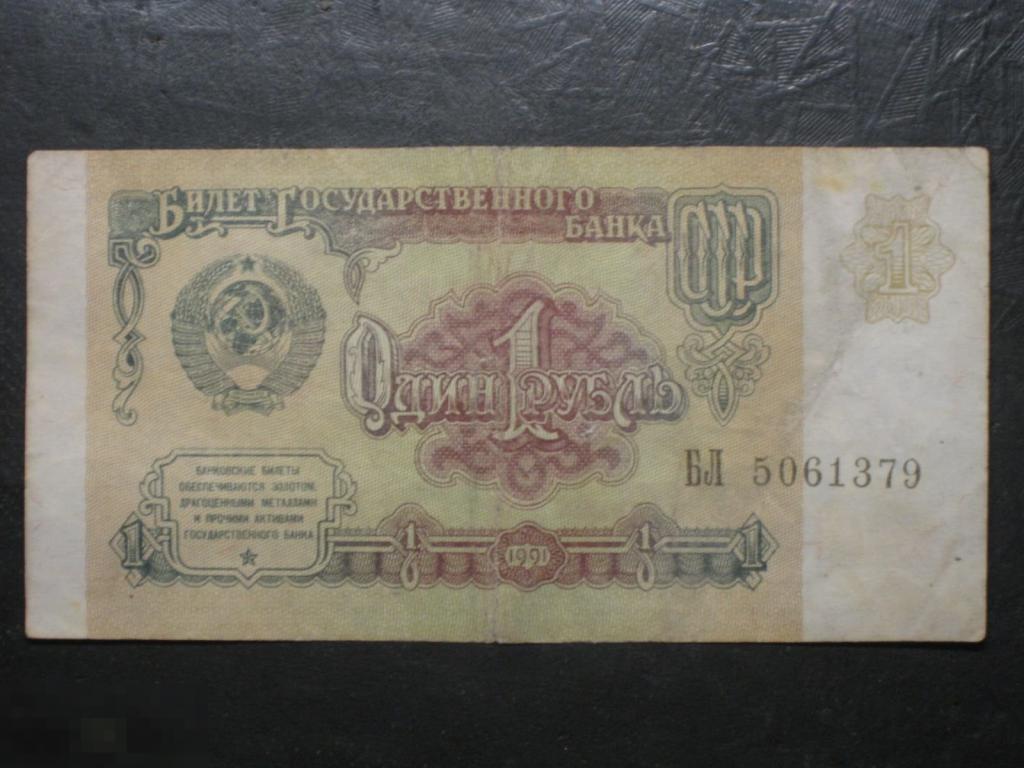 Билет Государственного
Банка
СССР
1
Один 1 рубль
БЛ 5061379
БАНКОВСКИЕ БИЛЕТЫ
ОБЕСПЕЧИВАЮТСЯ ЗОЛОТОМ,
ДРАГОЦЕННЫМИ МЕТАЛЛАМИ
И ПРОЧИМИ АКТИВАМИ
ГОСУДАРСТВЕННОГО БАНКА
1 1 1991 1 1